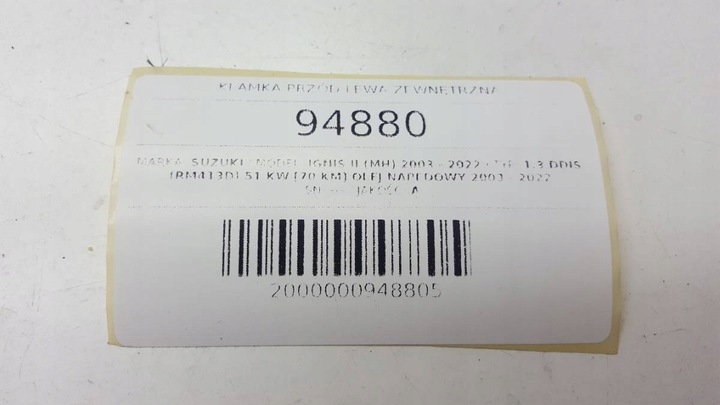 KLAMKA PRZÓD LEWA ZEWNĘTRZNA
94880
MARKA: SUZUKI MODEL: IGNIS II (MH) 2003 - 2022 TYP: 1.3 DDIS
(RM413D) 51 KW (70 KM) OLEJ NAPĘDOWY 2003 - 2022
SN: --- JAKOŚĆ: A
2000000948805